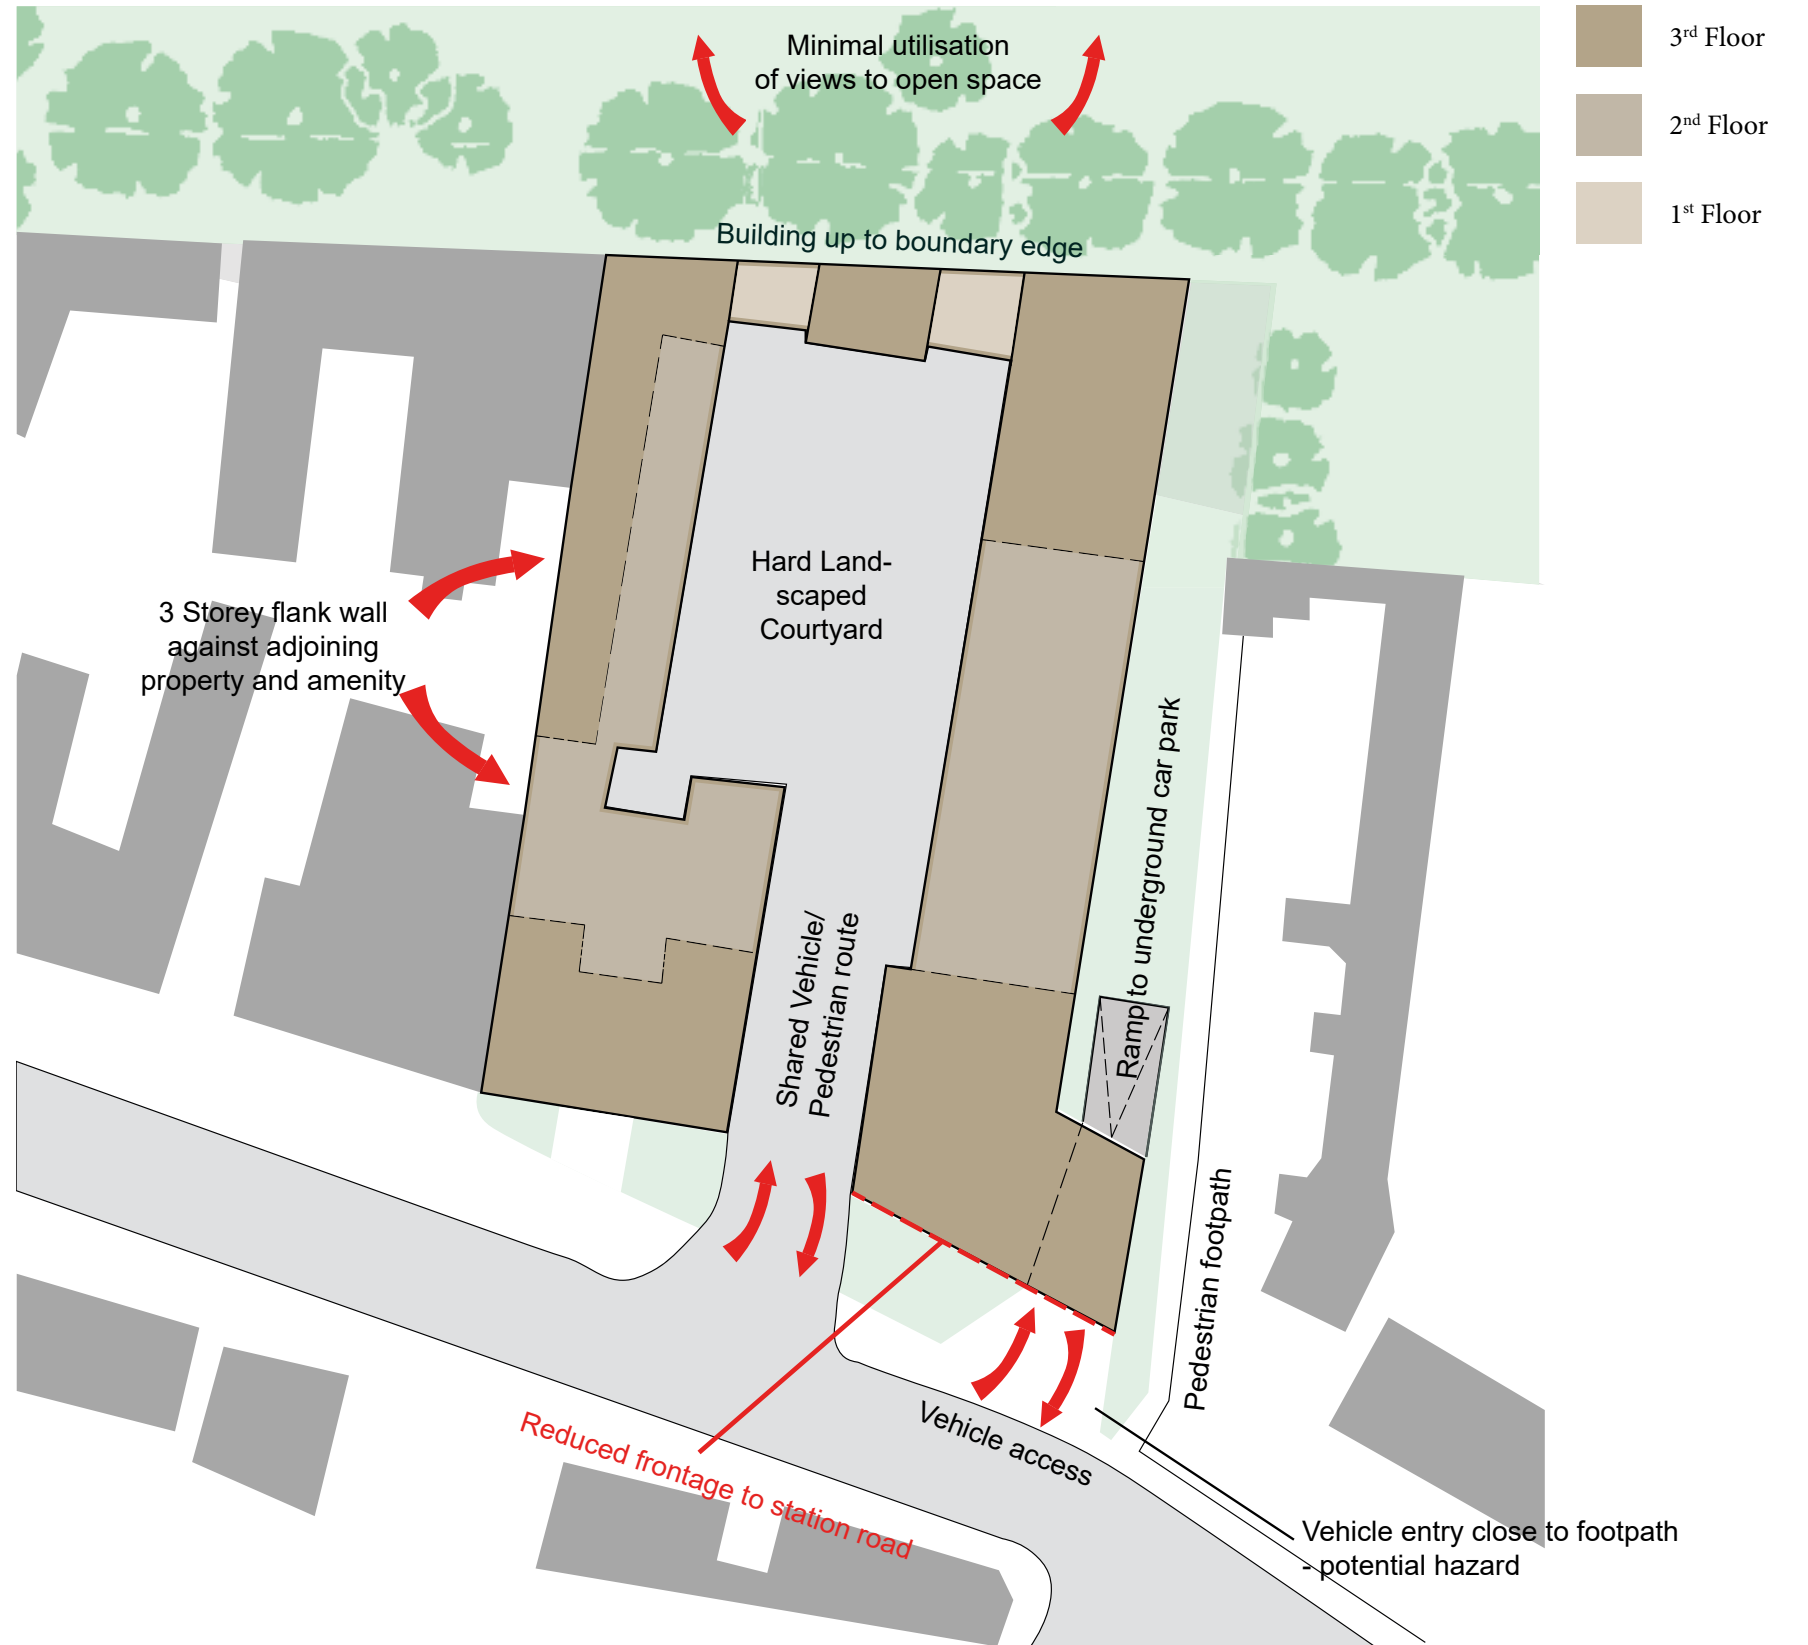 Minimal utilisation
of views to open space
3rd Floor
2nd Floor
1st Floor
Building up to boundary edge
Hard Land-
scaped
Courtyard
3 Storey flank wall
against adjoining
property and amenity
Ramp to underground car park
Shared Vehicle/
Pedestrian route
Pedestrian footpath
Vehicle access
Reduced frontage to station road
Vehicle entry close to footpath
- potential hazard